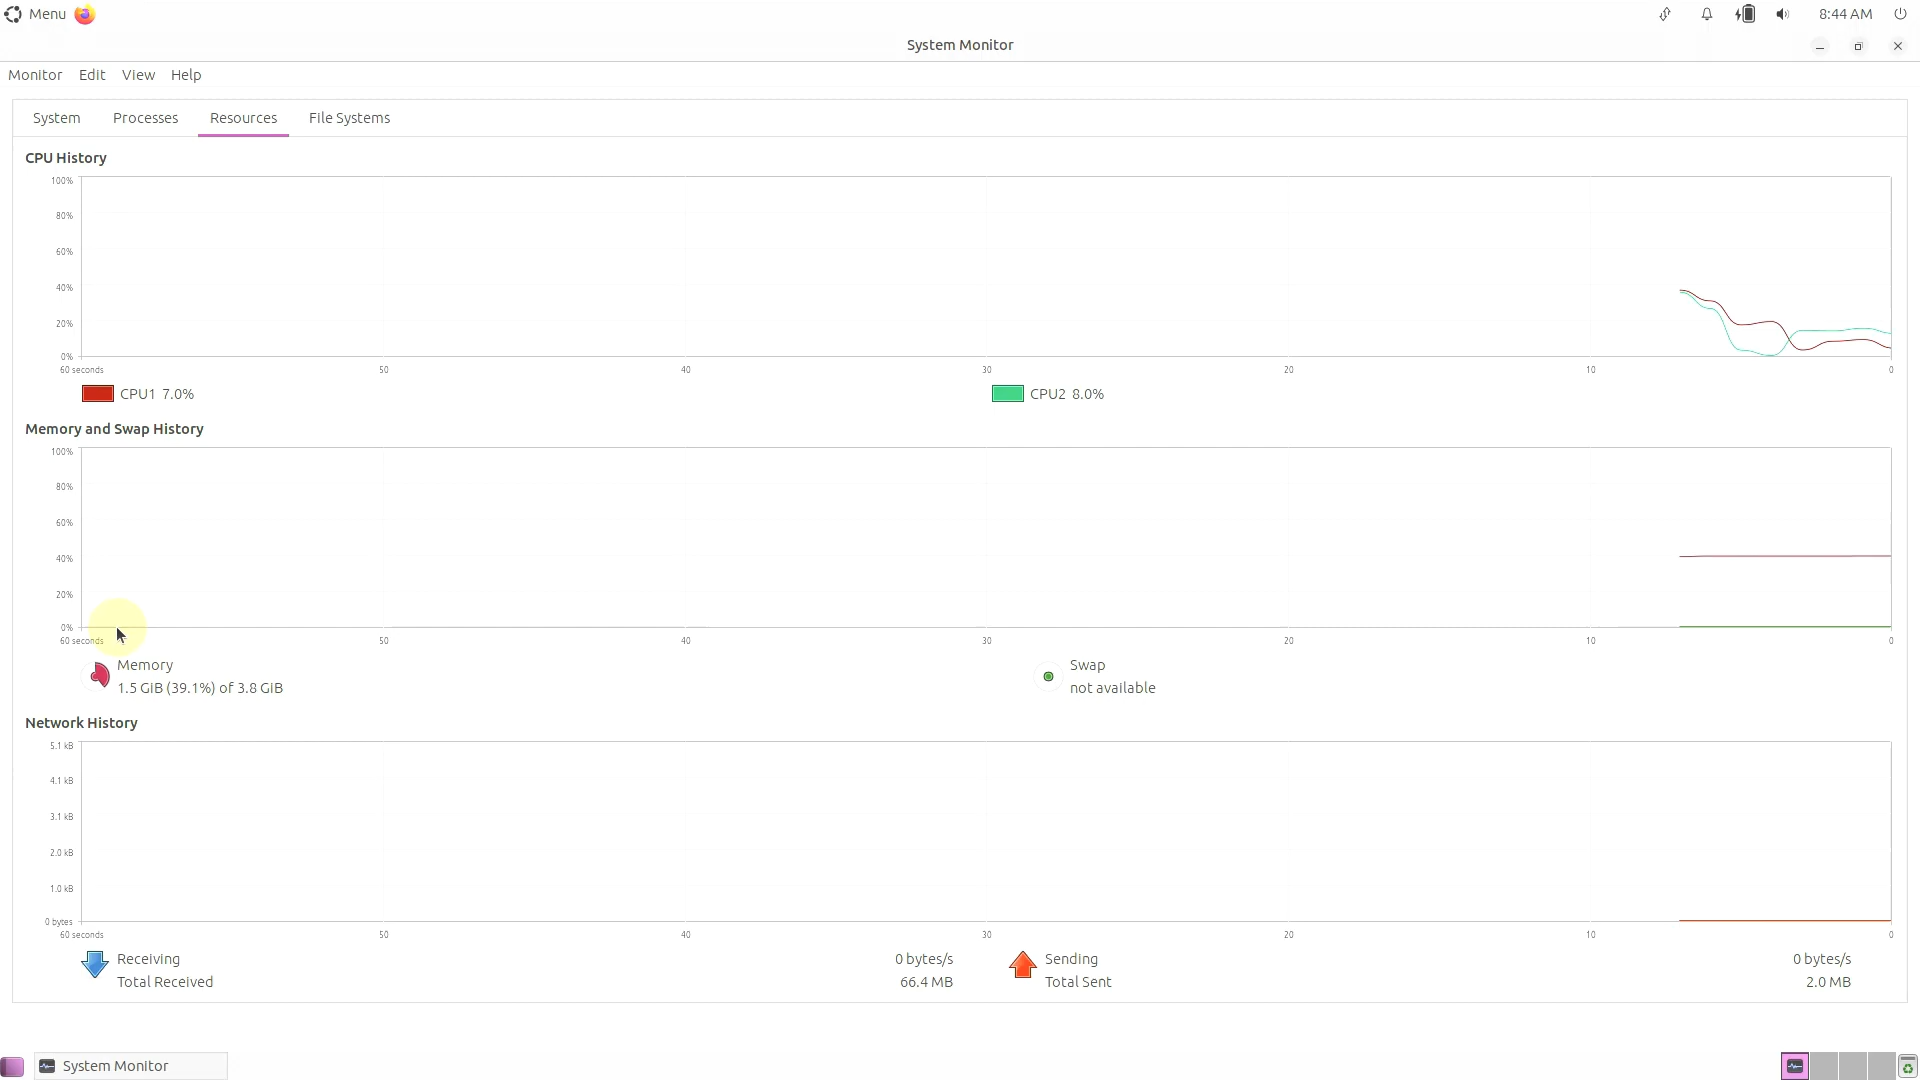 Menu
8:44 AM
System Monitor
Monitor Edit View Help
System Processes Resources File Systems
CPU History
100%
80%
60%
40%
20%
0%
60 seconds 50 40 30 20 10 0
CPU1 7.0% CPU2 8.0%
Memory and Swap History
100%
80%
60%
40%
20%
0%
60 seconds 50 40 30 20 10 0
Memory Swap
1.5 GiB (39.1%) of 3.8 GiB not available
Network History
5.1 kB
4.1 kB
3.1 kB
2.0 kB
1.0 kB
0 bytes
60 seconds 50 40 30 20 10 0
Receiving 0 bytes/s Sending 0 bytes/s
Total Received 66.4 MB Total Sent 2.0 MB
System Monitor